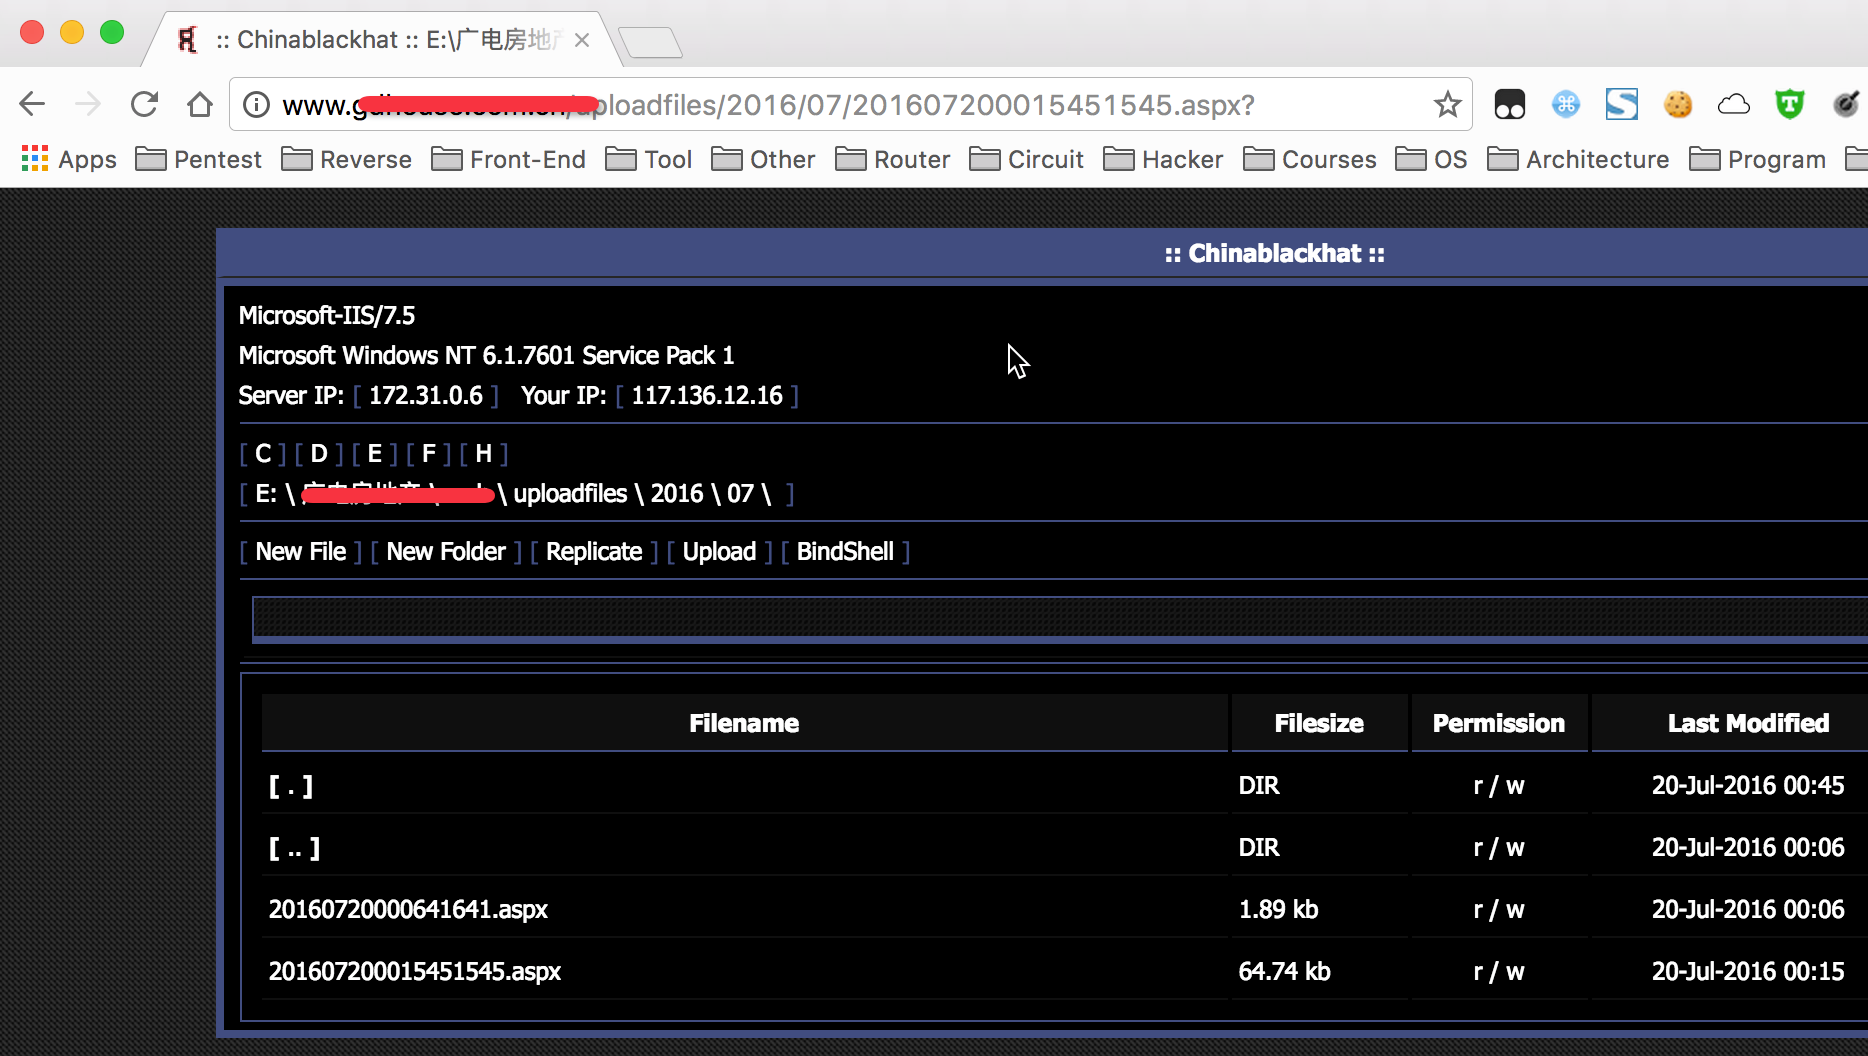 :: Chinablackhat :: E:\广电房地产
www.g ploadfiles/2016/07/201607200015451545.aspx?
Apps Pentest Reverse Front-End Tool Other Router Circuit Hacker Courses OS Architecture Program
:: Chinablackhat ::
Microsoft-IIS/7.5
Microsoft Windows NT 6.1.7601 Service Pack 1
Server IP: [ 172.31.0.6 ] Your IP: [ 117.136.12.16 ]
[ C ] [ D ] [ E ] [ F ] [ H ]
[ E: \ \ uploadfiles \ 2016 \ 07 \ ]
[ New File ] [ New Folder ] [ Replicate ] [ Upload ] [ BindShell ]
Filename Filesize Permission Last Modified
[ . ] DIR r / w 20-Jul-2016 00:45
[ .. ] DIR r / w 20-Jul-2016 00:06
20160720000641641.aspx 1.89 kb r / w 20-Jul-2016 00:06
201607200015451545.aspx 64.74 kb r / w 20-Jul-2016 00:15